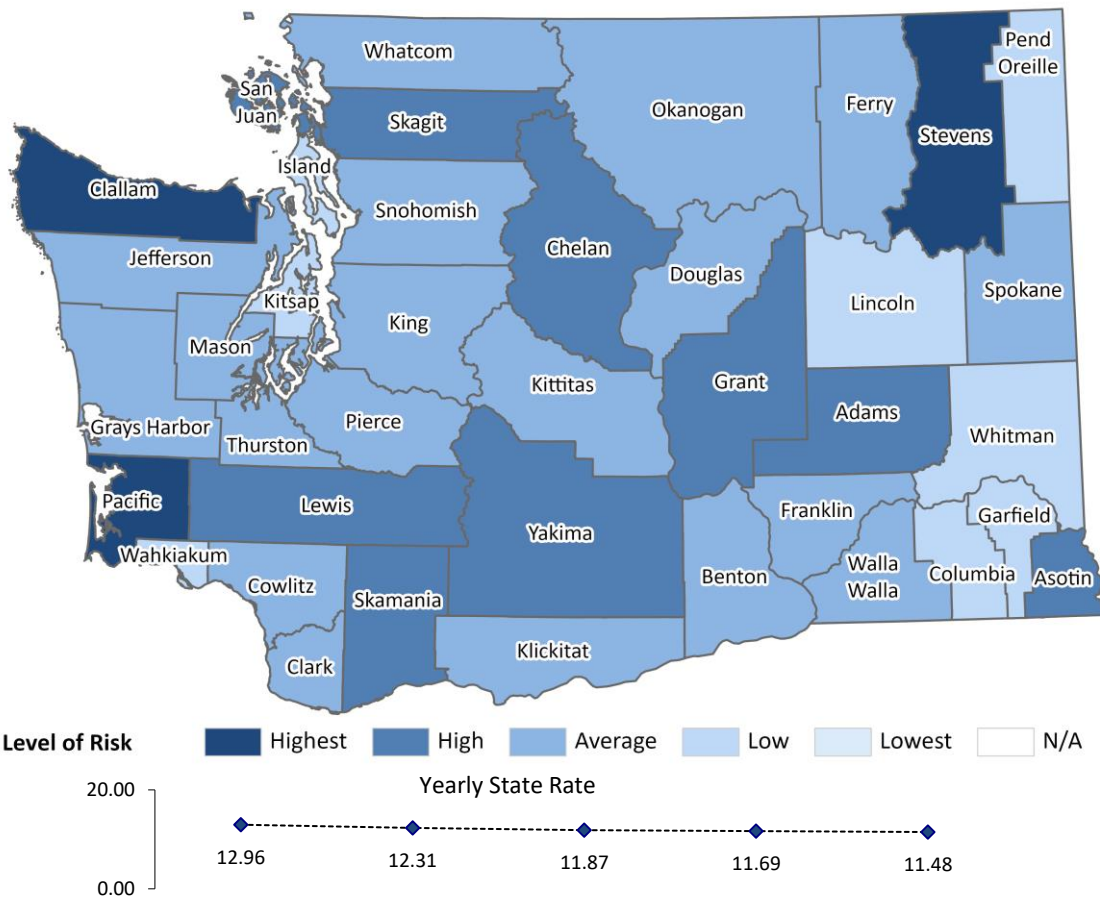 Whatcom
San
Juan
Skagit
Okanogan
Ferry
Pend
Oreille
Stevens
Island
Clallam
Snohomish
Jefferson
Chelan
Douglas
Kitsap
King
Lincoln
Spokane
Mason
Kittitas
Grant
Adams
Grays Harbor
Thurston
Pierce
Whitman
Pacific
Lewis
Yakima
Franklin
Garfield
Wahkiakum
Cowlitz
Skamania
Benton
Walla
Walla
Columbia
Asotin
Clark
Klickitat
Level of Risk Highest High Average Low Lowest N/A
Yearly State Rate
20.00
12.96 12.31 11.87 11.69 11.48
0.00